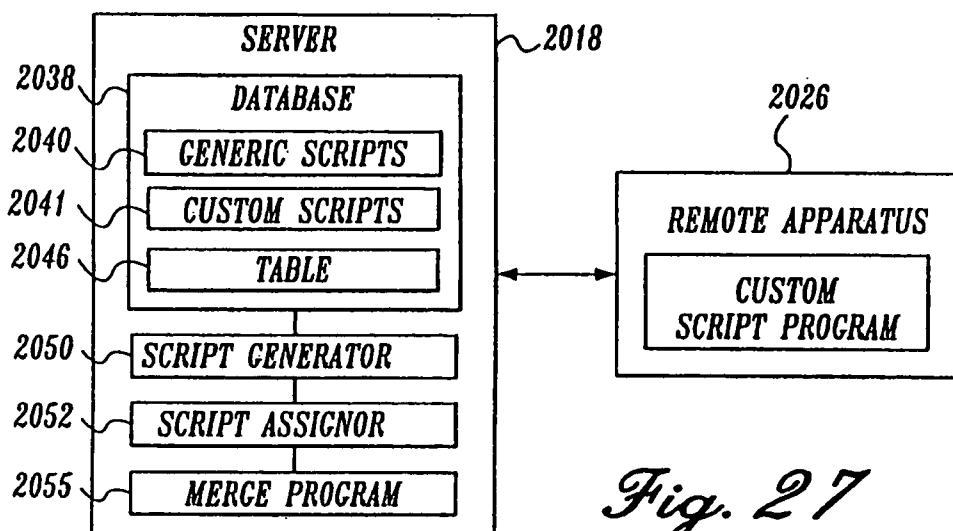 SERVER
2018
2038
DATABASE
2040
GENERIC SCRIPTS
2041
CUSTOM SCRIPTS
2046
TABLE
2050
SCRIPT GENERATOR
2052
SCRIPT ASSIGNOR
2055
MERGE PROGRAM
2026
REMOTE APPARATUS
CUSTOM
SCRIPT PROGRAM
Fig. 27